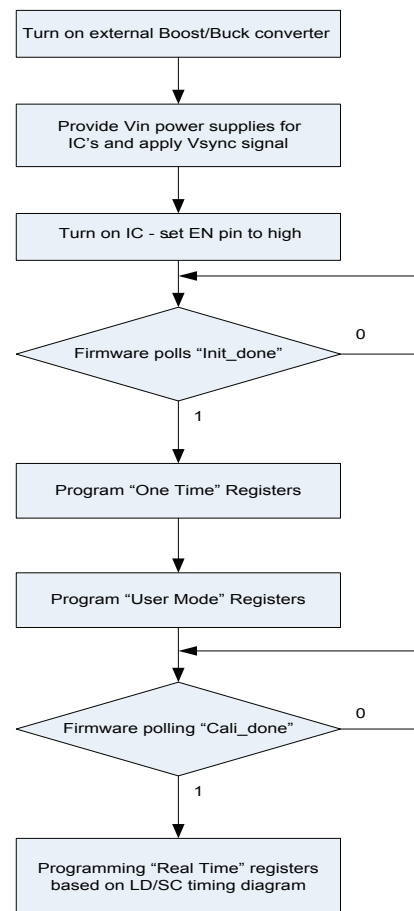 Turn on external Boost/Buck converter
Provide Vin power supplies for
IC's and apply Vsync signal
Turn on IC - set EN pin to high
Firmware polls “Init_done”
0
1
Program “One Time” Registers
Program “User Mode” Registers
Firmware polling “Cali_done”
0
1
Programming “Real Time” registers
based on LD/SC timing diagram